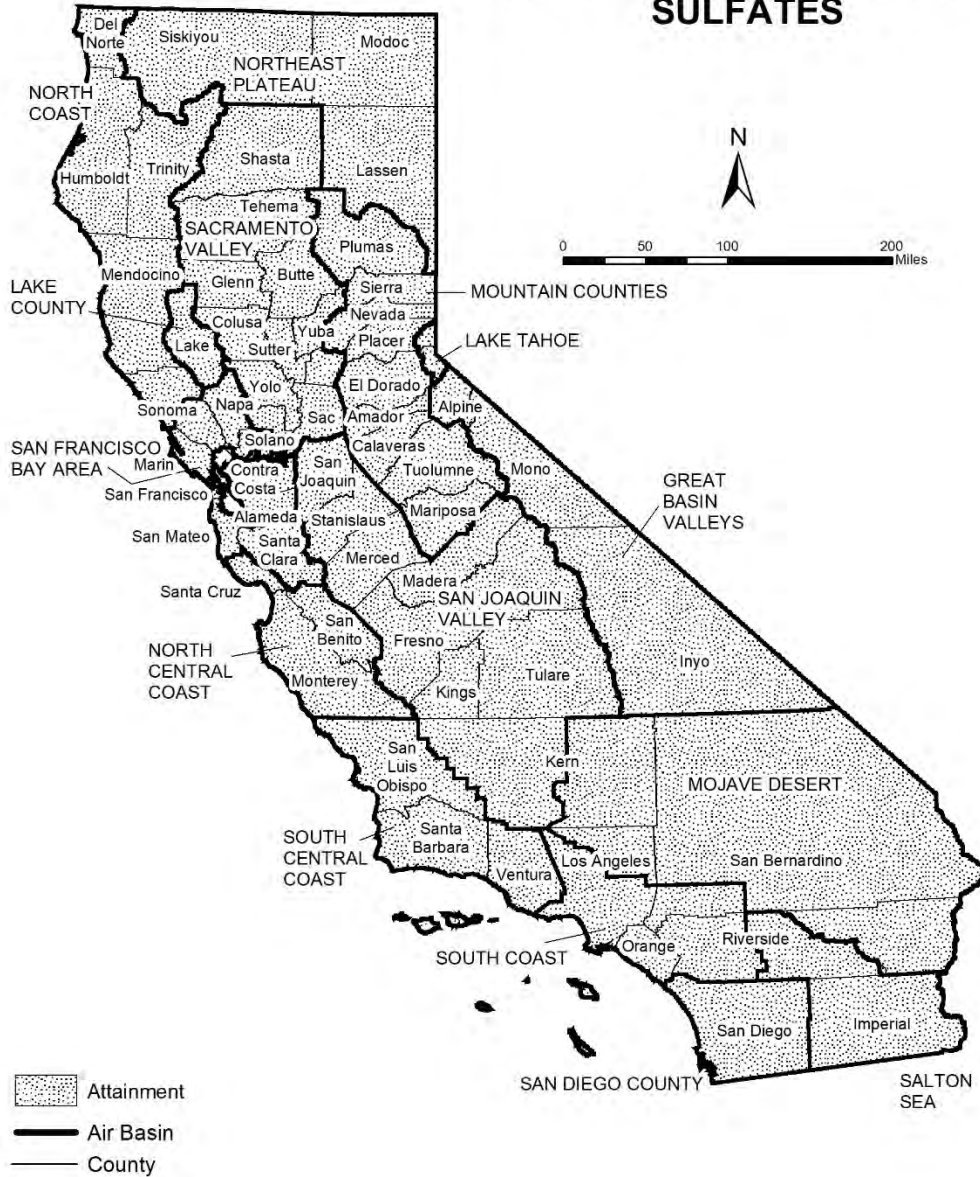 SULFATES
Del
Norte
Siskiyou
Modoc
NORTHEAST
PLATEAU
NORTH
COAST
Humboldt
Trinity
Shasta
Lassen
Tehema
SACRAMENTO
VALLEY
Plumas
Mendocino
Glenn
Butte
Sierra
LAKE
COUNTY
Colusa
Yuba
Nevada
Lake
Sutter
Placer
MOUNTAIN COUNTIES
LAKE TAHOE
Yolo
El Dorado
Sonoma
Napa
Sac
Amador
Alpine
Solano
Calaveras
SAN FRANCISCO
BAY AREA
Marin
Contra
Costa
San
Joaquin
Tuolumne
Mono
San Francisco
Alameda
Stanislaus
Mariposa
GREAT
BASIN
VALLEYS
San Mateo
Santa
Clara
Merced
Santa Cruz
Madera
SAN JOAQUIN
VALLEY
San
Benito
Fresno
NORTH
CENTRAL
COAST
Monterey
Kings
Tulare
Inyo
San
Luis
Obispo
Kern
MOJAVE DESERT
SOUTH
CENTRAL
COAST
Santa
Barbara
Ventura
Los Angeles
San Bernardino
SOUTH COAST
Orange
Riverside
San Diego
Imperial
SAN DIEGO COUNTY
SALTON
SEA
N
0 50 100 200
Miles
Attainment
Air Basin
County